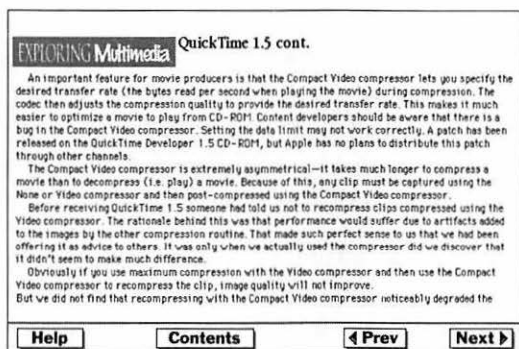 EXPLORING Multimedia QuickTime 1.5 cont.
An important feature for movie producers is that the Compact Video compressor lets you specify the
desired transfer rate (the bytes read per second when playing the movie) during compression. The
codec then adjusts the compression quality to provide the desired transfer rate. This makes it much
easier to optimize a movie to play from CD-ROM. Content developers should be aware that there is a
bug in the Compact Video compressor. Setting the data limit may not work correctly. A patch has been
released on the QuickTime Developer 1.5 CD-ROM, but Apple has no plans to distribute this patch
through other channels.
The Compact Video compressor is extremely asymmetrical—it takes much longer to compress a
movie than to decompress (i.e. play) a movie. Because of this, any clip must be captured using the
None or Video compressor and then post-compressed using the Compact Video compressor.
Before receiving QuickTime 1.5 someone had told us not to recompress clips compressed using the
Video compressor. The rationale behind this was that performance would suffer due to artifacts added
to the images by the other compression routine. That made such perfect sense to us that we had been
offering it as advice to others. It was only when we actually used the compressor did we discover that
it didn't seem to make much difference.
Obviously if you use maximum compression with the Video compressor and then use the Compact
Video compressor to recompress the clip, image quality will not improve.
But we did not find that recompressing with the Compact Video compressor noticeably degraded the
Help Contents Prev Next